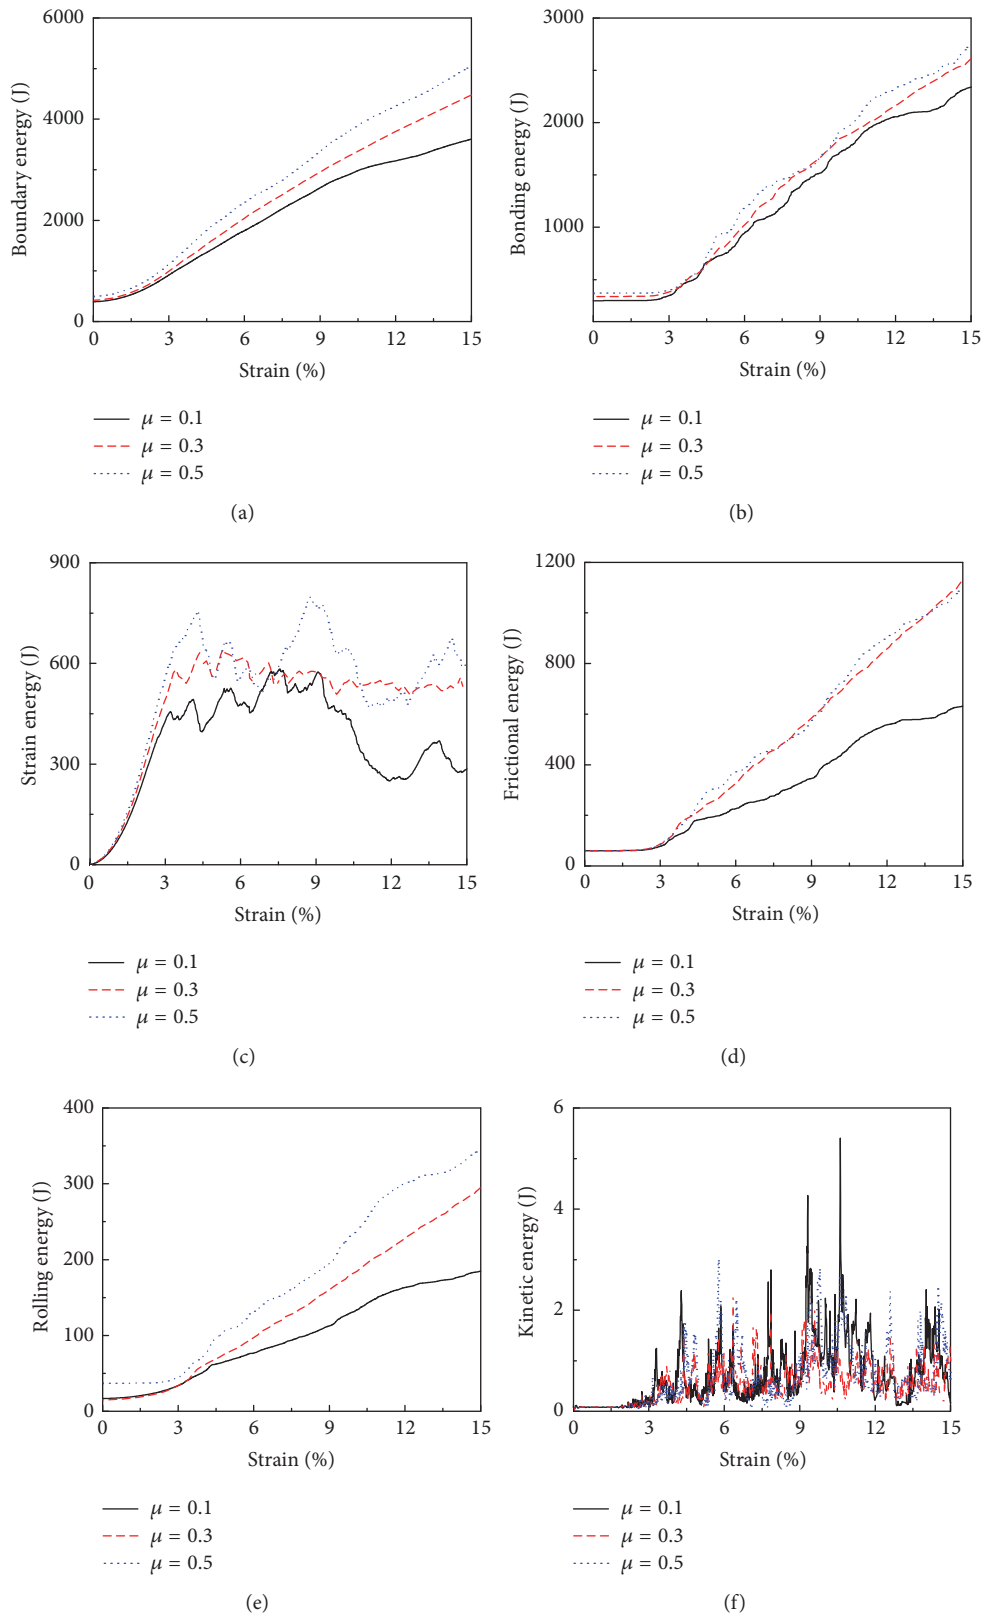 Boundary energy (J)
6000
4000
2000
0
0 3 6 9 12 15
Strain (%)
μ = 0.1
μ = 0.3
μ = 0.5
(a)
Bonding energy (J)
3000
2000
1000
0 3 6 9 12 15
Strain (%)
μ = 0.1
μ = 0.3
μ = 0.5
(b)
Strain energy (J)
900
600
300
0
0 3 6 9 12 15
Strain (%)
μ = 0.1
μ = 0.3
μ = 0.5
(c)
Frictional energy (J)
1200
800
400
0
0 3 6 9 12 15
Strain (%)
μ = 0.1
μ = 0.3
μ = 0.5
(d)
Rolling energy (J)
400
300
200
100
0
0 3 6 9 12 15
Strain (%)
μ = 0.1
μ = 0.3
μ = 0.5
(e)
Kinetic energy (J)
6
4
2
0
0 3 6 9 12 15
Strain (%)
μ = 0.1
μ = 0.3
μ = 0.5
(f)